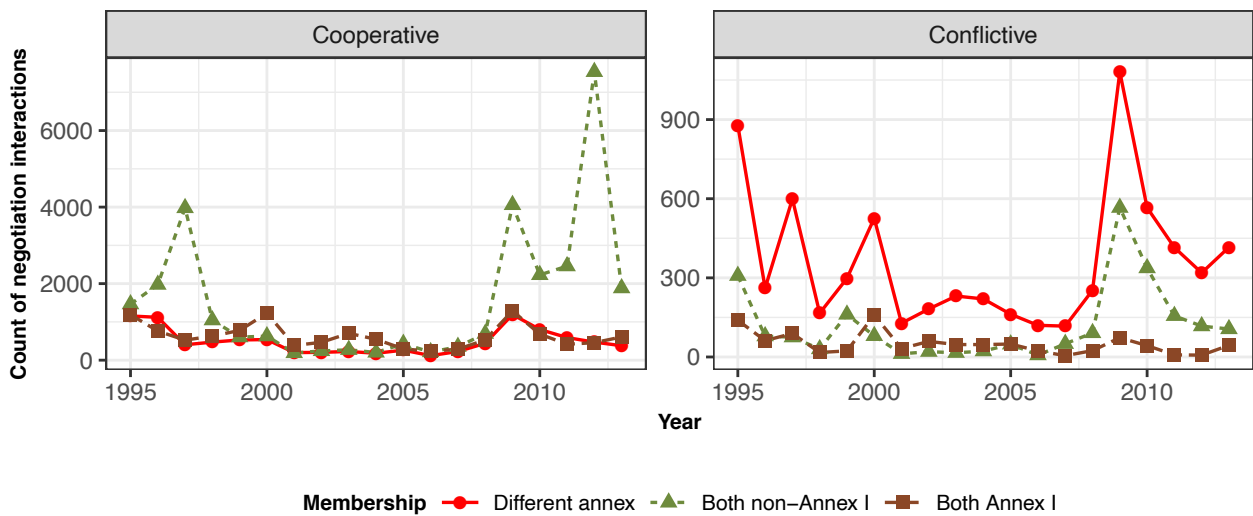 Cooperative
Conflictive
Count of negotiation interactions
6000
4000
2000
0
900
600
300
0
1995 2000 2005 2010
1995 2000 2005 2010
Year
Membership Different annex Both non−Annex I Both Annex I